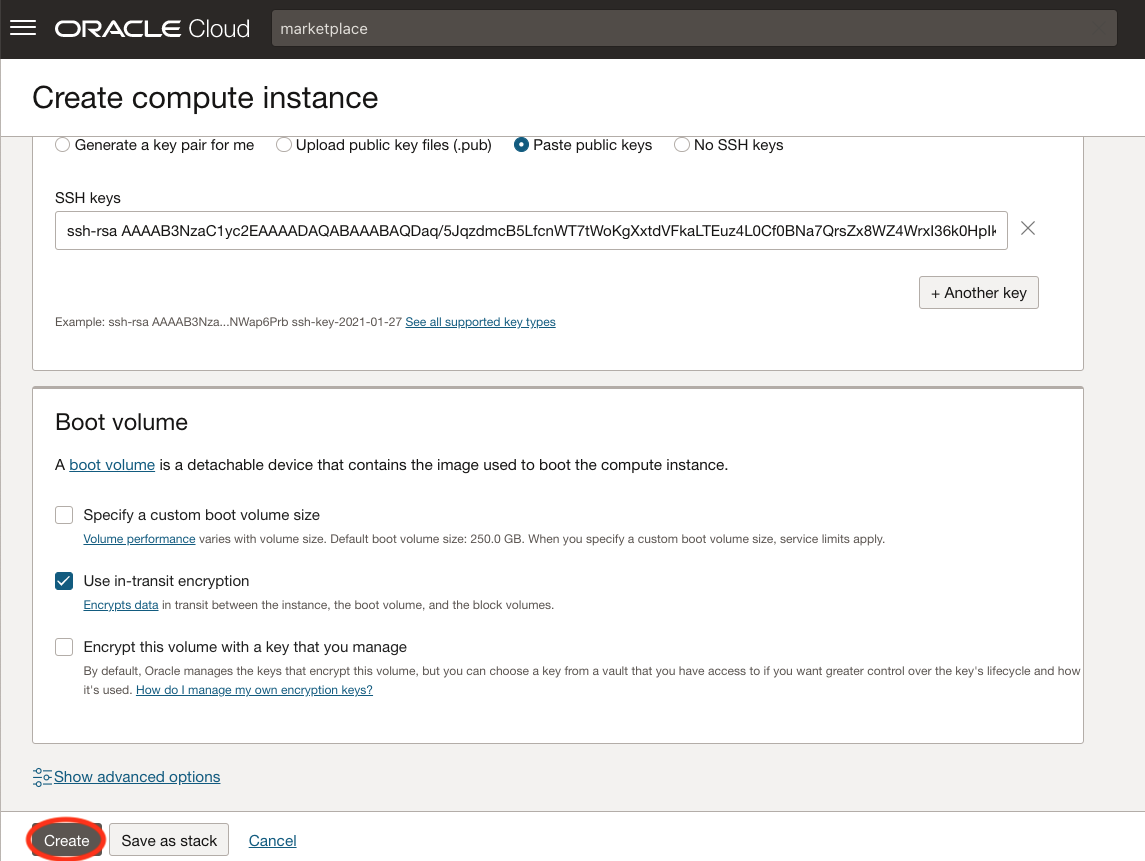 ORACLE Cloud
marketplace
Create compute instance
Generate a key pair for me Upload public key files (.pub) Paste public keys No SSH keys
SSH keys
ssh-rsa AAAAB3NzaC1yc2EAAAADAQABAAABAQDaq/5JqzdmcB5LfcnWT7tWoKgXxtdVFkaLTEuz4L0Cf0BNa7QrsZx8WZ4WrxI36k0HpIk
+ Another key
Example: ssh-rsa AAAAB3Nza...NWap6Prb ssh-key-2021-01-27 See all supported key types
Boot volume
A boot volume is a detachable device that contains the image used to boot the compute instance.
Specify a custom boot volume size
Volume performance varies with volume size. Default boot volume size: 250.0 GB. When you specify a custom boot volume size, service limits apply.
Use in-transit encryption
Encrypts data in transit between the instance, the boot volume, and the block volumes.
Encrypt this volume with a key that you manage
By default, Oracle manages the keys that encrypt this volume, but you can choose a key from a vault that you have access to if you want greater control over the key's lifecycle and how
it's used. How do I manage my own encryption keys?
Show advanced options
Create Save as stack Cancel